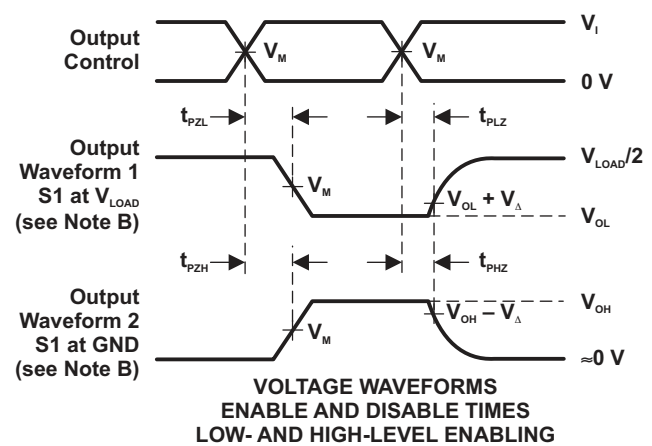 Output
Control
V_M
V_M
V_I
0 V
t_PZL
t_PLZ
Output
Waveform 1
S1 at V_LOAD
(see Note B)
V_M
V_OL + V_Δ
V_LOAD/2
V_OL
t_PZH
t_PHZ
Output
Waveform 2
S1 at GND
(see Note B)
V_M
V_OH − V_Δ
V_OH
≈0 V
VOLTAGE WAVEFORMS
ENABLE AND DISABLE TIMES
LOW- AND HIGH-LEVEL ENABLING